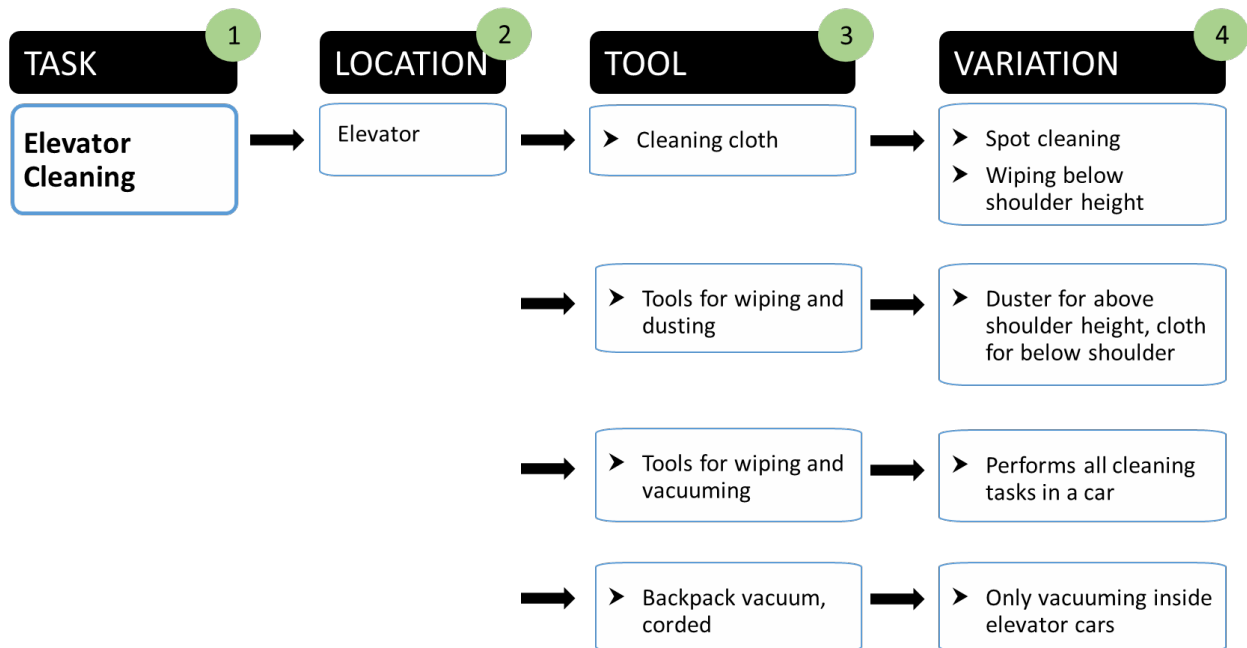 1
2
3
4
TASK
LOCATION
TOOL
VARIATION
Elevator
Cleaning
Elevator
➤ Cleaning cloth
➤ Spot cleaning
➤ Wiping below
shoulder height
➤ Tools for wiping and
dusting
➤ Duster for above
shoulder height, cloth
for below shoulder
➤ Tools for wiping and
vacuuming
➤ Performs all cleaning
tasks in a car
➤ Backpack vacuum,
corded
➤ Only vacuuming inside
elevator cars